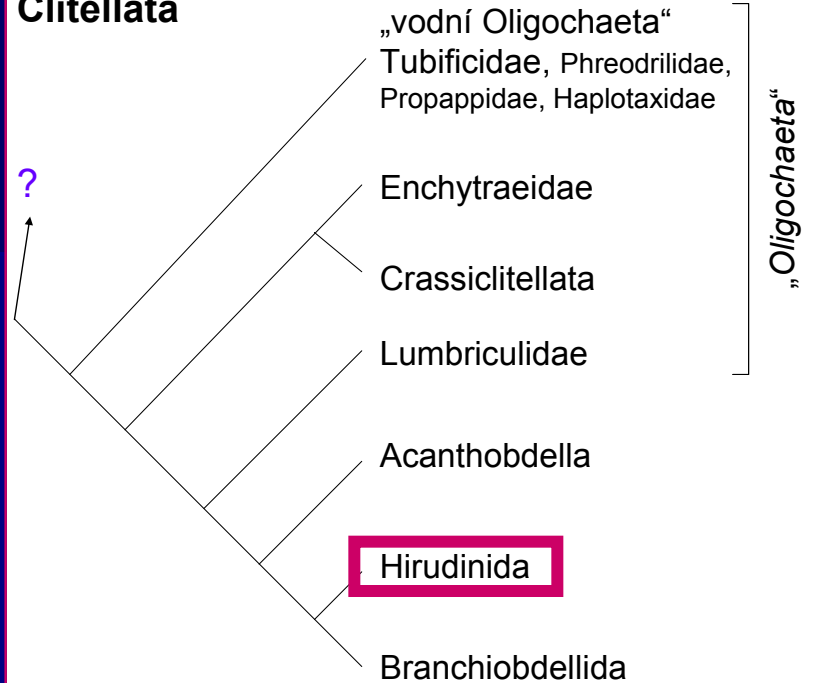 Clitellata
„vodní Oligochaeta“
Tubificidae, Phreodrilidae,
Propappidae, Haplotaxidae
„Oligochaeta“
?
Enchytraeidae
Crassiclitellata
Lumbriculidae
Acanthobdella
Hirudinida
Branchiobdellida